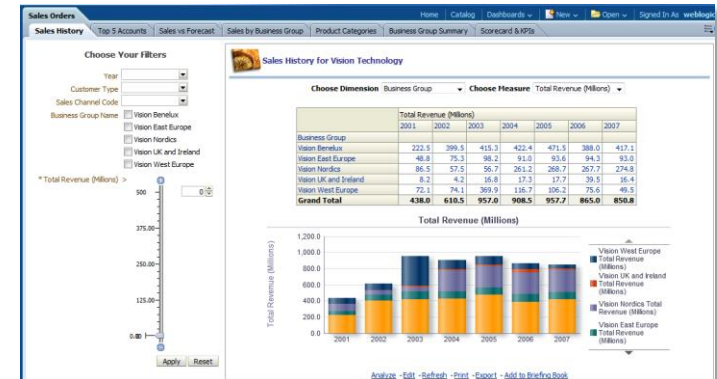 Sales Orders
Home Catalog Dashboards New Open Signed In As weblogic
Sales History Top 5 Accounts Sales vs Forecast Sales by Business Group Product Categories Business Group Summary Scorecard & KPIs
Choose Your Filters
Year
Customer Type
Sales Channel Code
Business Group Name Vision Benelux
Vision East Europe
Vision Nordics
Vision UK and Ireland
Vision West Europe
* Total Revenue (Millions) >
500 0
375.00
250.00
125.00
0.00
Apply Reset
Sales History for Vision Technology
Choose Dimension Business Group Choose Measure Total Revenue (Millions)
Total Revenue (Millions)
2001 2002 2003 2004 2005 2006 2007
Business Group
Vision Benelux 222.5 399.5 415.3 422.4 471.5 388.0 417.1
Vision East Europe 48.8 75.3 98.2 91.0 93.6 94.3 93.0
Vision Nordics 86.5 57.5 56.7 261.2 268.7 267.7 274.8
Vision UK and Ireland 8.2 4.2 16.8 17.3 17.7 39.5 16.4
Vision West Europe 72.1 74.1 369.9 116.7 106.2 75.6 49.5
Grand Total 438.0 610.5 957.0 908.5 957.7 865.0 850.8
Total Revenue (Millions)
Total Revenue (Millions)
1,200.0
1,000.0
800.0
600.0
400.0
200.0
0.0
2001 2002 2003 2004 2005 2006 2007
Vision West Europe
Total Revenue
(Millions)
Vision UK and Ireland
Total Revenue
(Millions)
Vision Nordics Total
Revenue (Millions)
Vision East Europe
Total Revenue
(Millions)
Analyze - Edit - Refresh - Print - Export - Add to Briefing Book